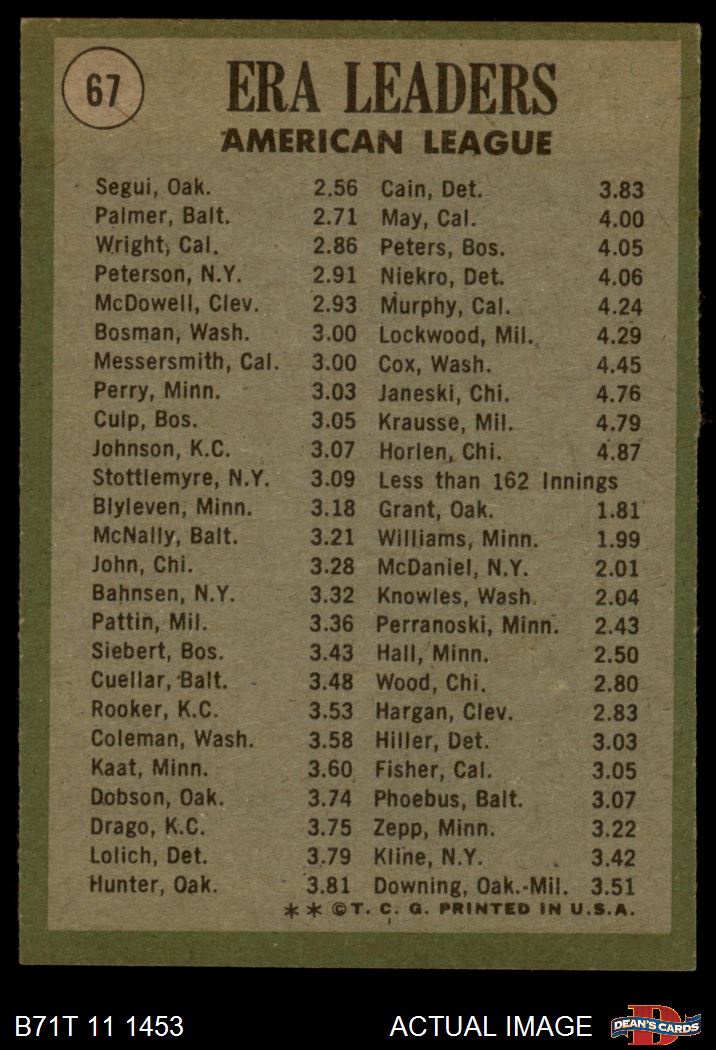 67
ERA LEADERS
AMERICAN LEAGUE
Segui, Oak. 2.56
Palmer, Balt. 2.71
Wright, Cal. 2.86
Peterson, N.Y. 2.91
McDowell, Clev. 2.93
Bosman, Wash. 3.00
Messersmith, Cal. 3.00
Perry, Minn. 3.03
Culp, Bos. 3.05
Johnson, K.C. 3.07
Stottlemyre, N.Y. 3.09
Blyleven, Minn. 3.18
McNally, Balt. 3.21
John, Chi. 3.28
Bahnsen, N.Y. 3.32
Pattin, Mil. 3.36
Siebert, Bos. 3.43
Cuellar, Balt. 3.48
Rooker, K.C. 3.53
Coleman, Wash. 3.58
Kaat, Minn. 3.60
Dobson, Oak. 3.74
Drago, K.C. 3.75
Lolich, Det. 3.79
Hunter, Oak. 3.81
Cain, Det. 3.83
May, Cal. 4.00
Peters, Bos. 4.05
Niekro, Det. 4.06
Murphy, Cal. 4.24
Lockwood, Mil. 4.29
Cox, Wash. 4.45
Janeski, Chi. 4.76
Krausse, Mil. 4.79
Horlen, Chi. 4.87
Less than 162 Innings
Grant, Oak. 1.81
Williams, Minn. 1.99
McDaniel, N.Y. 2.01
Knowles, Wash. 2.04
Perranoski, Minn. 2.43
Hall, Minn. 2.50
Wood, Chi. 2.80
Hargan, Clev. 2.83
Hiller, Det. 3.03
Fisher, Cal. 3.05
Phoebus, Balt. 3.07
Zepp, Minn. 3.22
Kline, N.Y. 3.42
Downing, Oak.-Mil. 3.51
** ©T. C. G. PRINTED IN U.S.A.
B71T 11 1453
ACTUAL IMAGE
D
DEAN'S CARDS